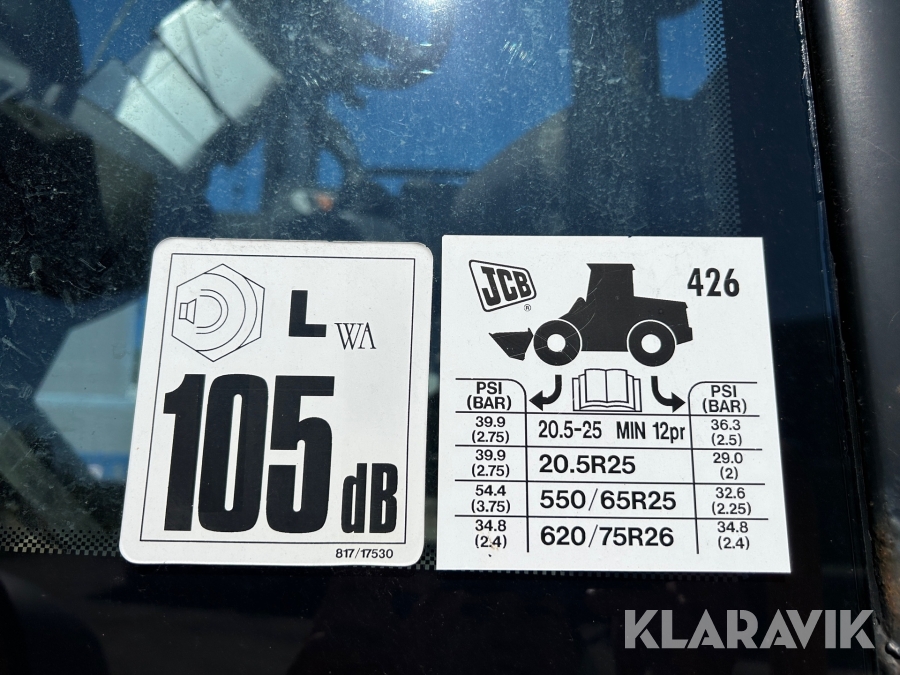 L WA
105 dB
817/17530
JCB
®
426
PSI
(BAR)
PSI
(BAR)
39.9
(2.75)
20.5-25 MIN 12pr
36.3
(2.5)
39.9
(2.75)
20.5R25
29.0
(2)
54.4
(3.75)
550/65R25
32.6
(2.25)
34.8
(2.4)
620/75R26
34.8
(2.4)
KLARAVIK